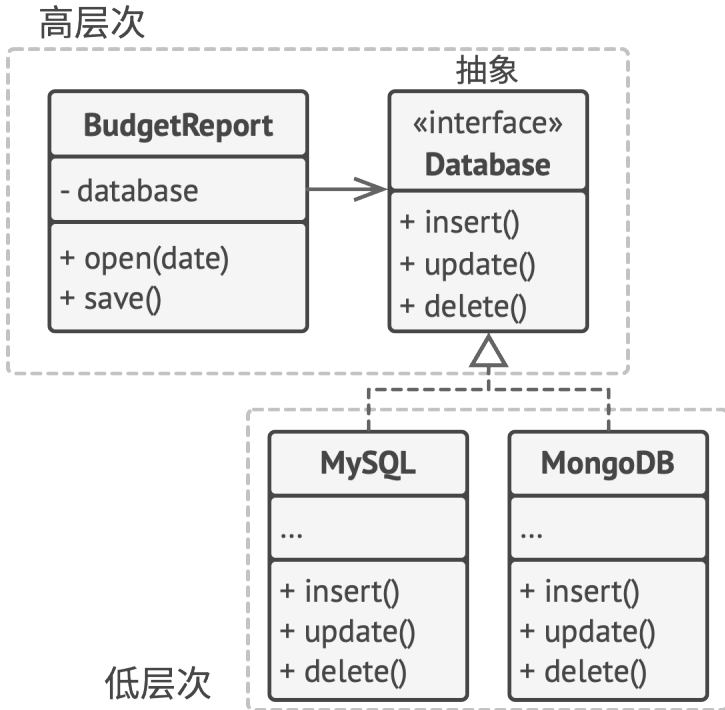 高层次
抽象
BudgetReport
- database
+ open(date)
+ save()
«interface»
Database
+ insert()
+ update()
+ delete()
MySQL
...
+ insert()
+ update()
+ delete()
MongoDB
...
+ insert()
+ update()
+ delete()
低层次